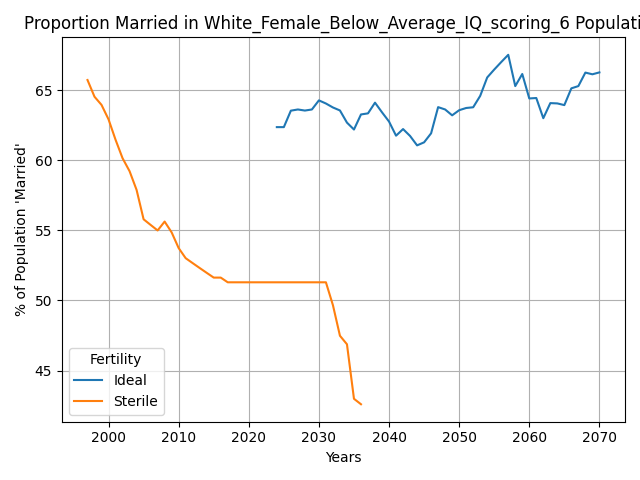 Proportion Married in White_Female_Below_Average_IQ_scoring_6 Populati
% of Population 'Married'
65
60
55
50
45
Fertility
Ideal
Sterile
2000 2010 2020 2030 2040 2050 2060 2070
Years